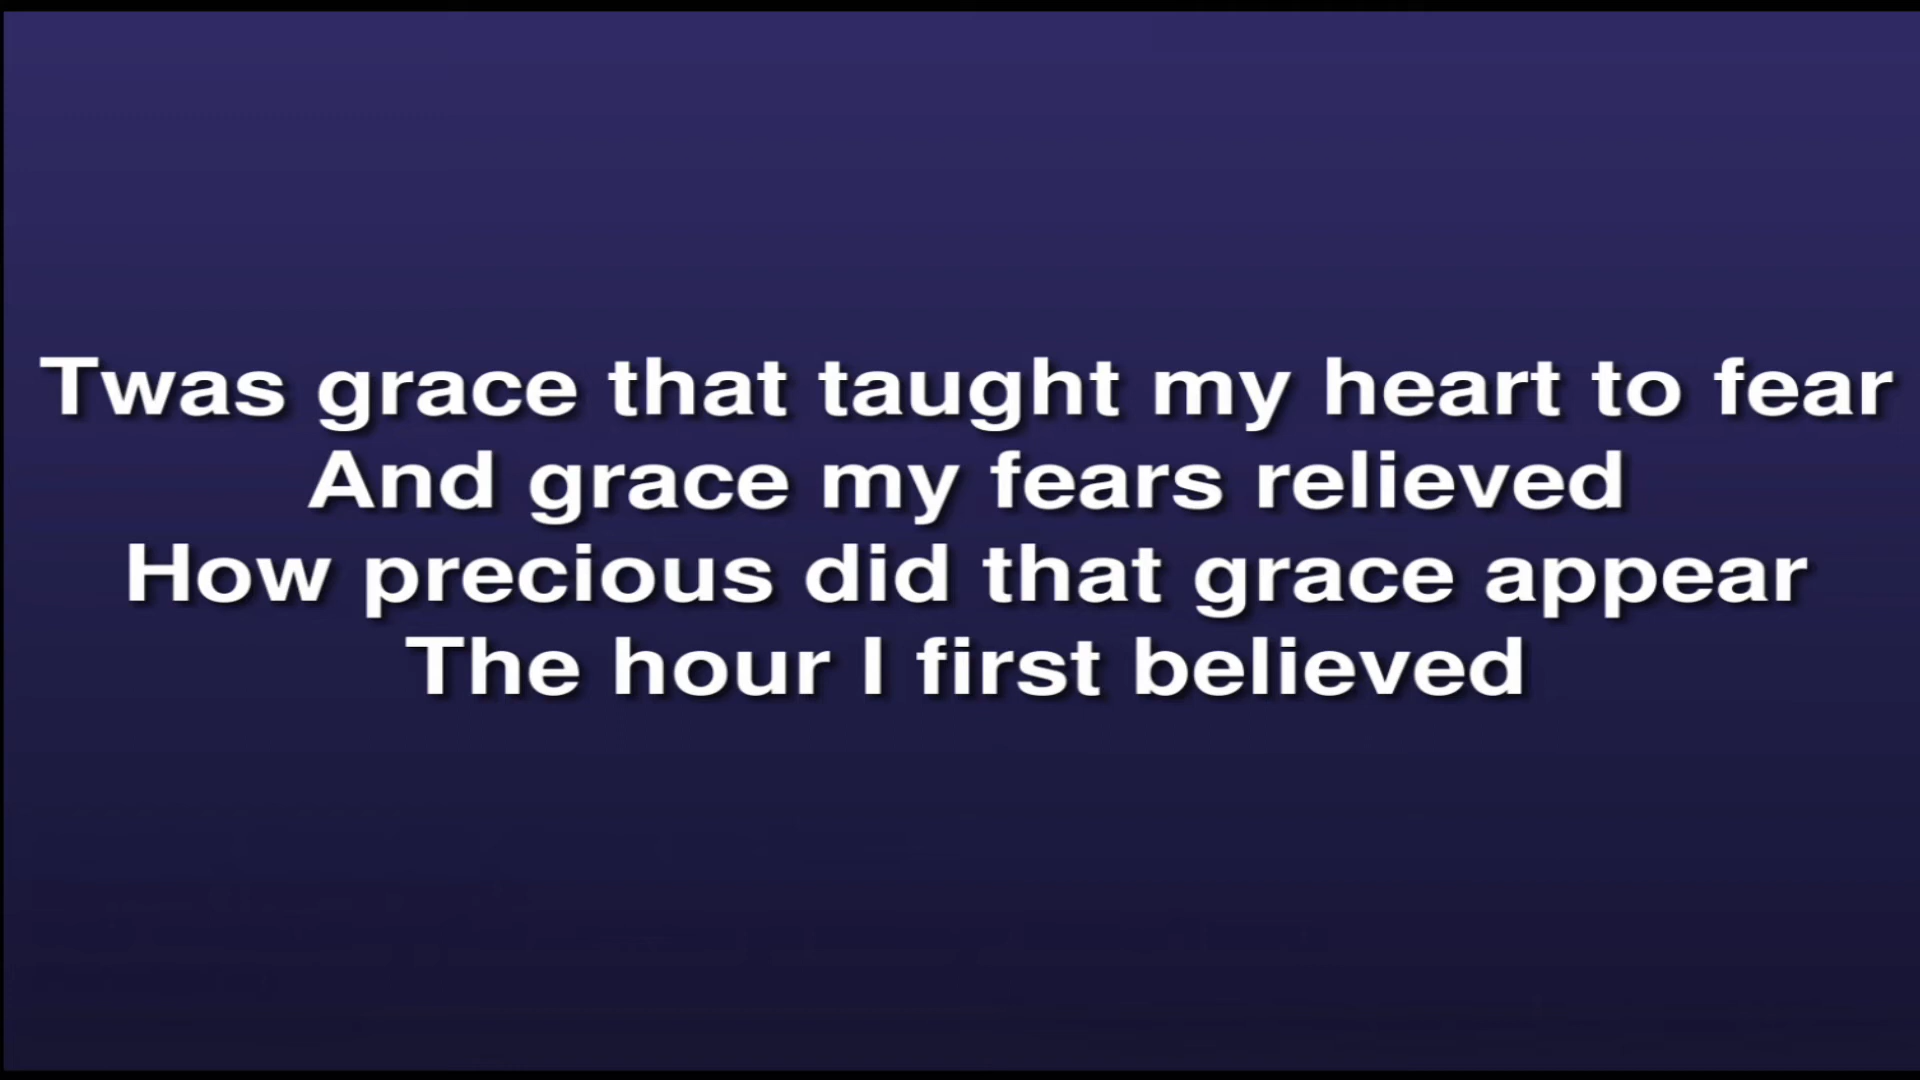 Twas grace that taught my heart to fear
And grace my fears relieved
How precious did that grace appear
The hour I first believed